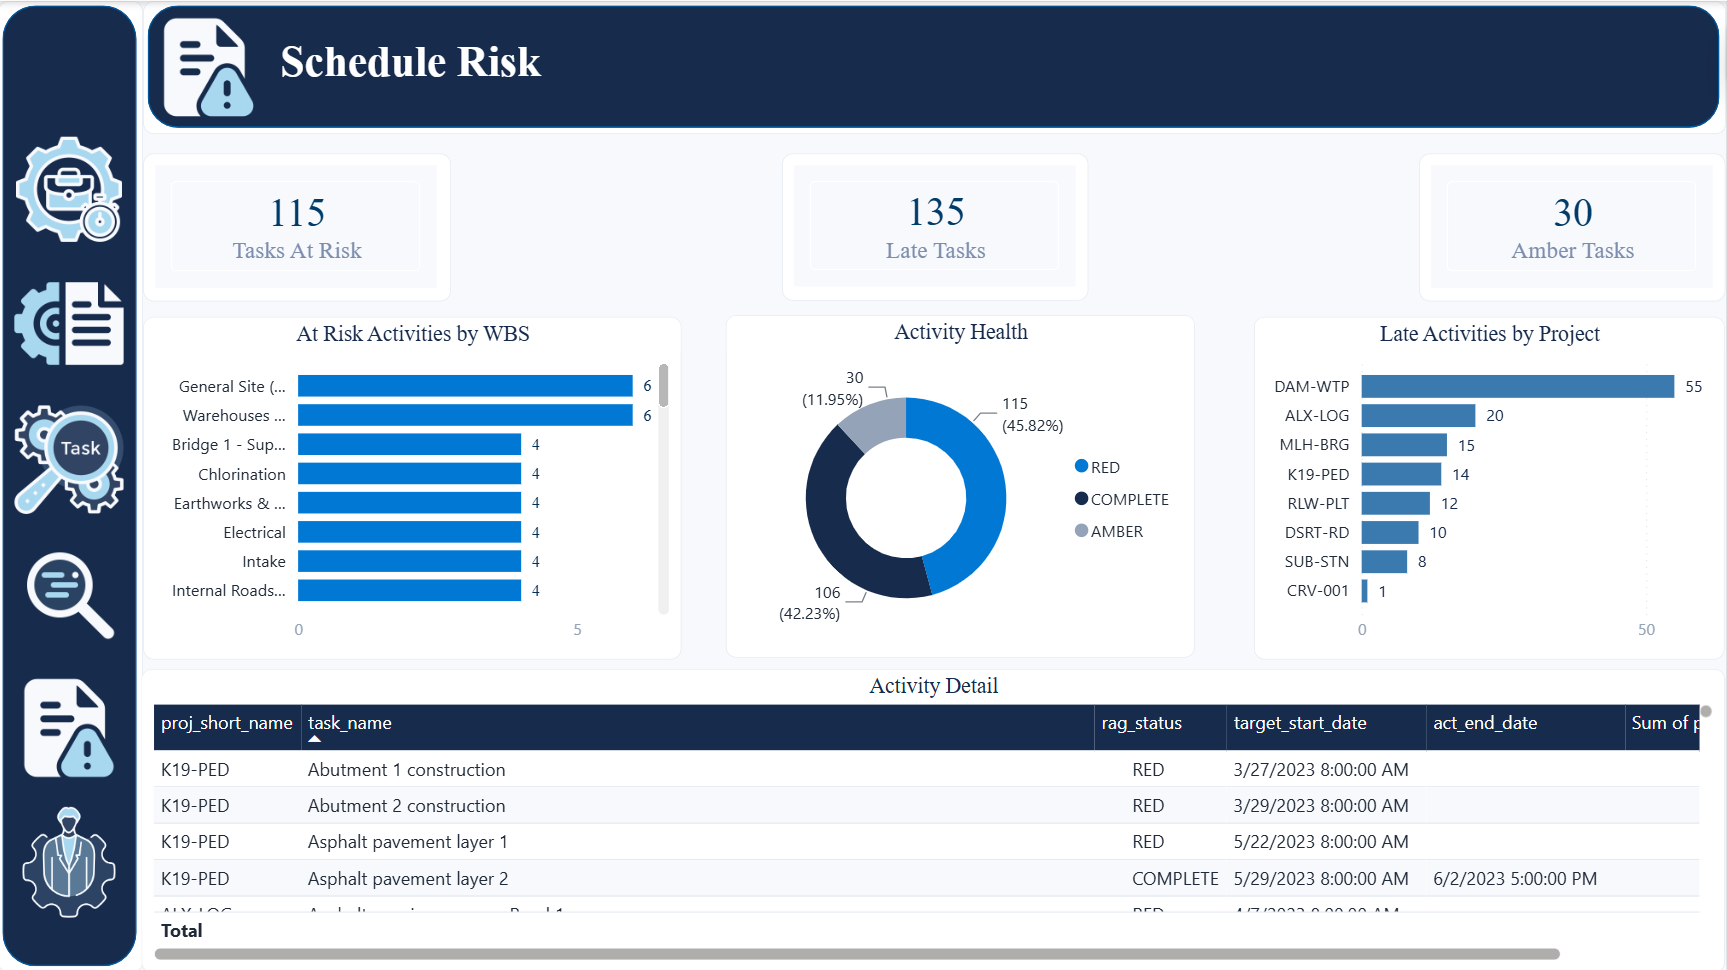 Schedule Risk
115
Tasks At Risk
135
Late Tasks
30
Amber Tasks
Task
At Risk Activities by WBS
General Site (... 6
Warehouses ... 6
Bridge 1 - Sup... 4
Chlorination 4
Earthworks & ... 4
Electrical 4
Intake 4
Internal Roads... 4
0 5
Activity Health
30
(11.95%)
115
(45.82%)
106
(42.23%)
RED
COMPLETE
AMBER
Late Activities by Project
DAM-WTP 55
ALX-LOG 20
MLH-BRG 15
K19-PED 14
RLW-PLT 12
DSRT-RD 10
SUB-STN 8
CRV-001 1
0 50
Activity Detail
proj_short_name task_name rag_status target_start_date act_end_date Sum of p
K19-PED Abutment 1 construction RED 3/27/2023 8:00:00 AM
K19-PED Abutment 2 construction RED 3/29/2023 8:00:00 AM
K19-PED Asphalt pavement layer 1 RED 5/22/2023 8:00:00 AM
K19-PED Asphalt pavement layer 2 COMPLETE 5/29/2023 8:00:00 AM 6/2/2023 5:00:00 PM
Total